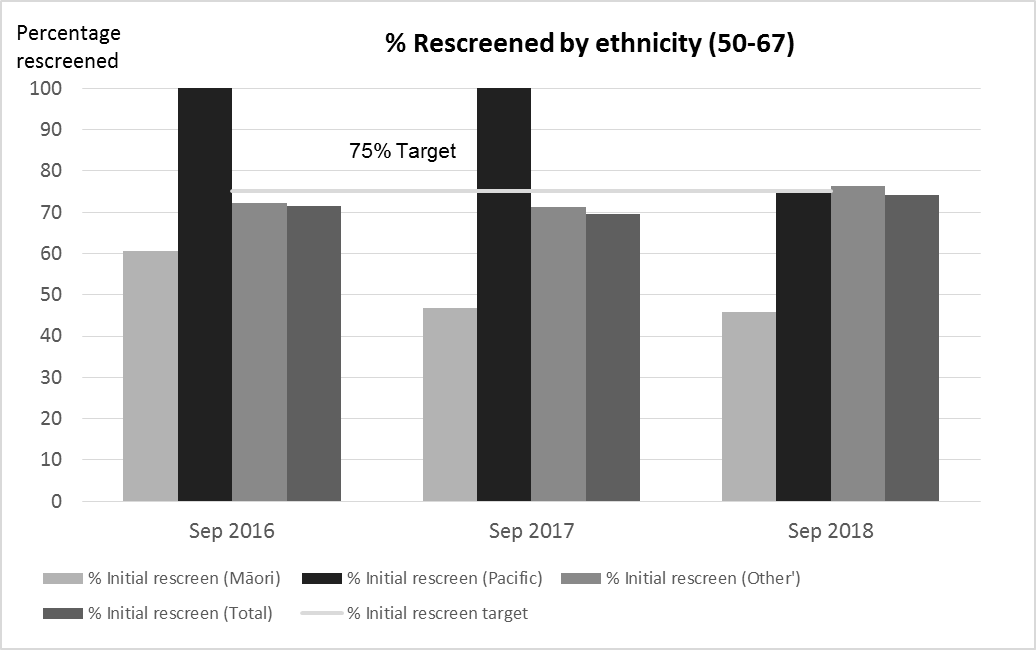 Percentage
rescreened
% Rescreened by ethnicity (50-67)
100
90
80
70
60
50
40
30
20
10
0
75% Target
Sep 2016
Sep 2017
Sep 2018
% Initial rescreen (Māori)
% Initial rescreen (Pacific)
% Initial rescreen (Other')
% Initial rescreen (Total)
% Initial rescreen target